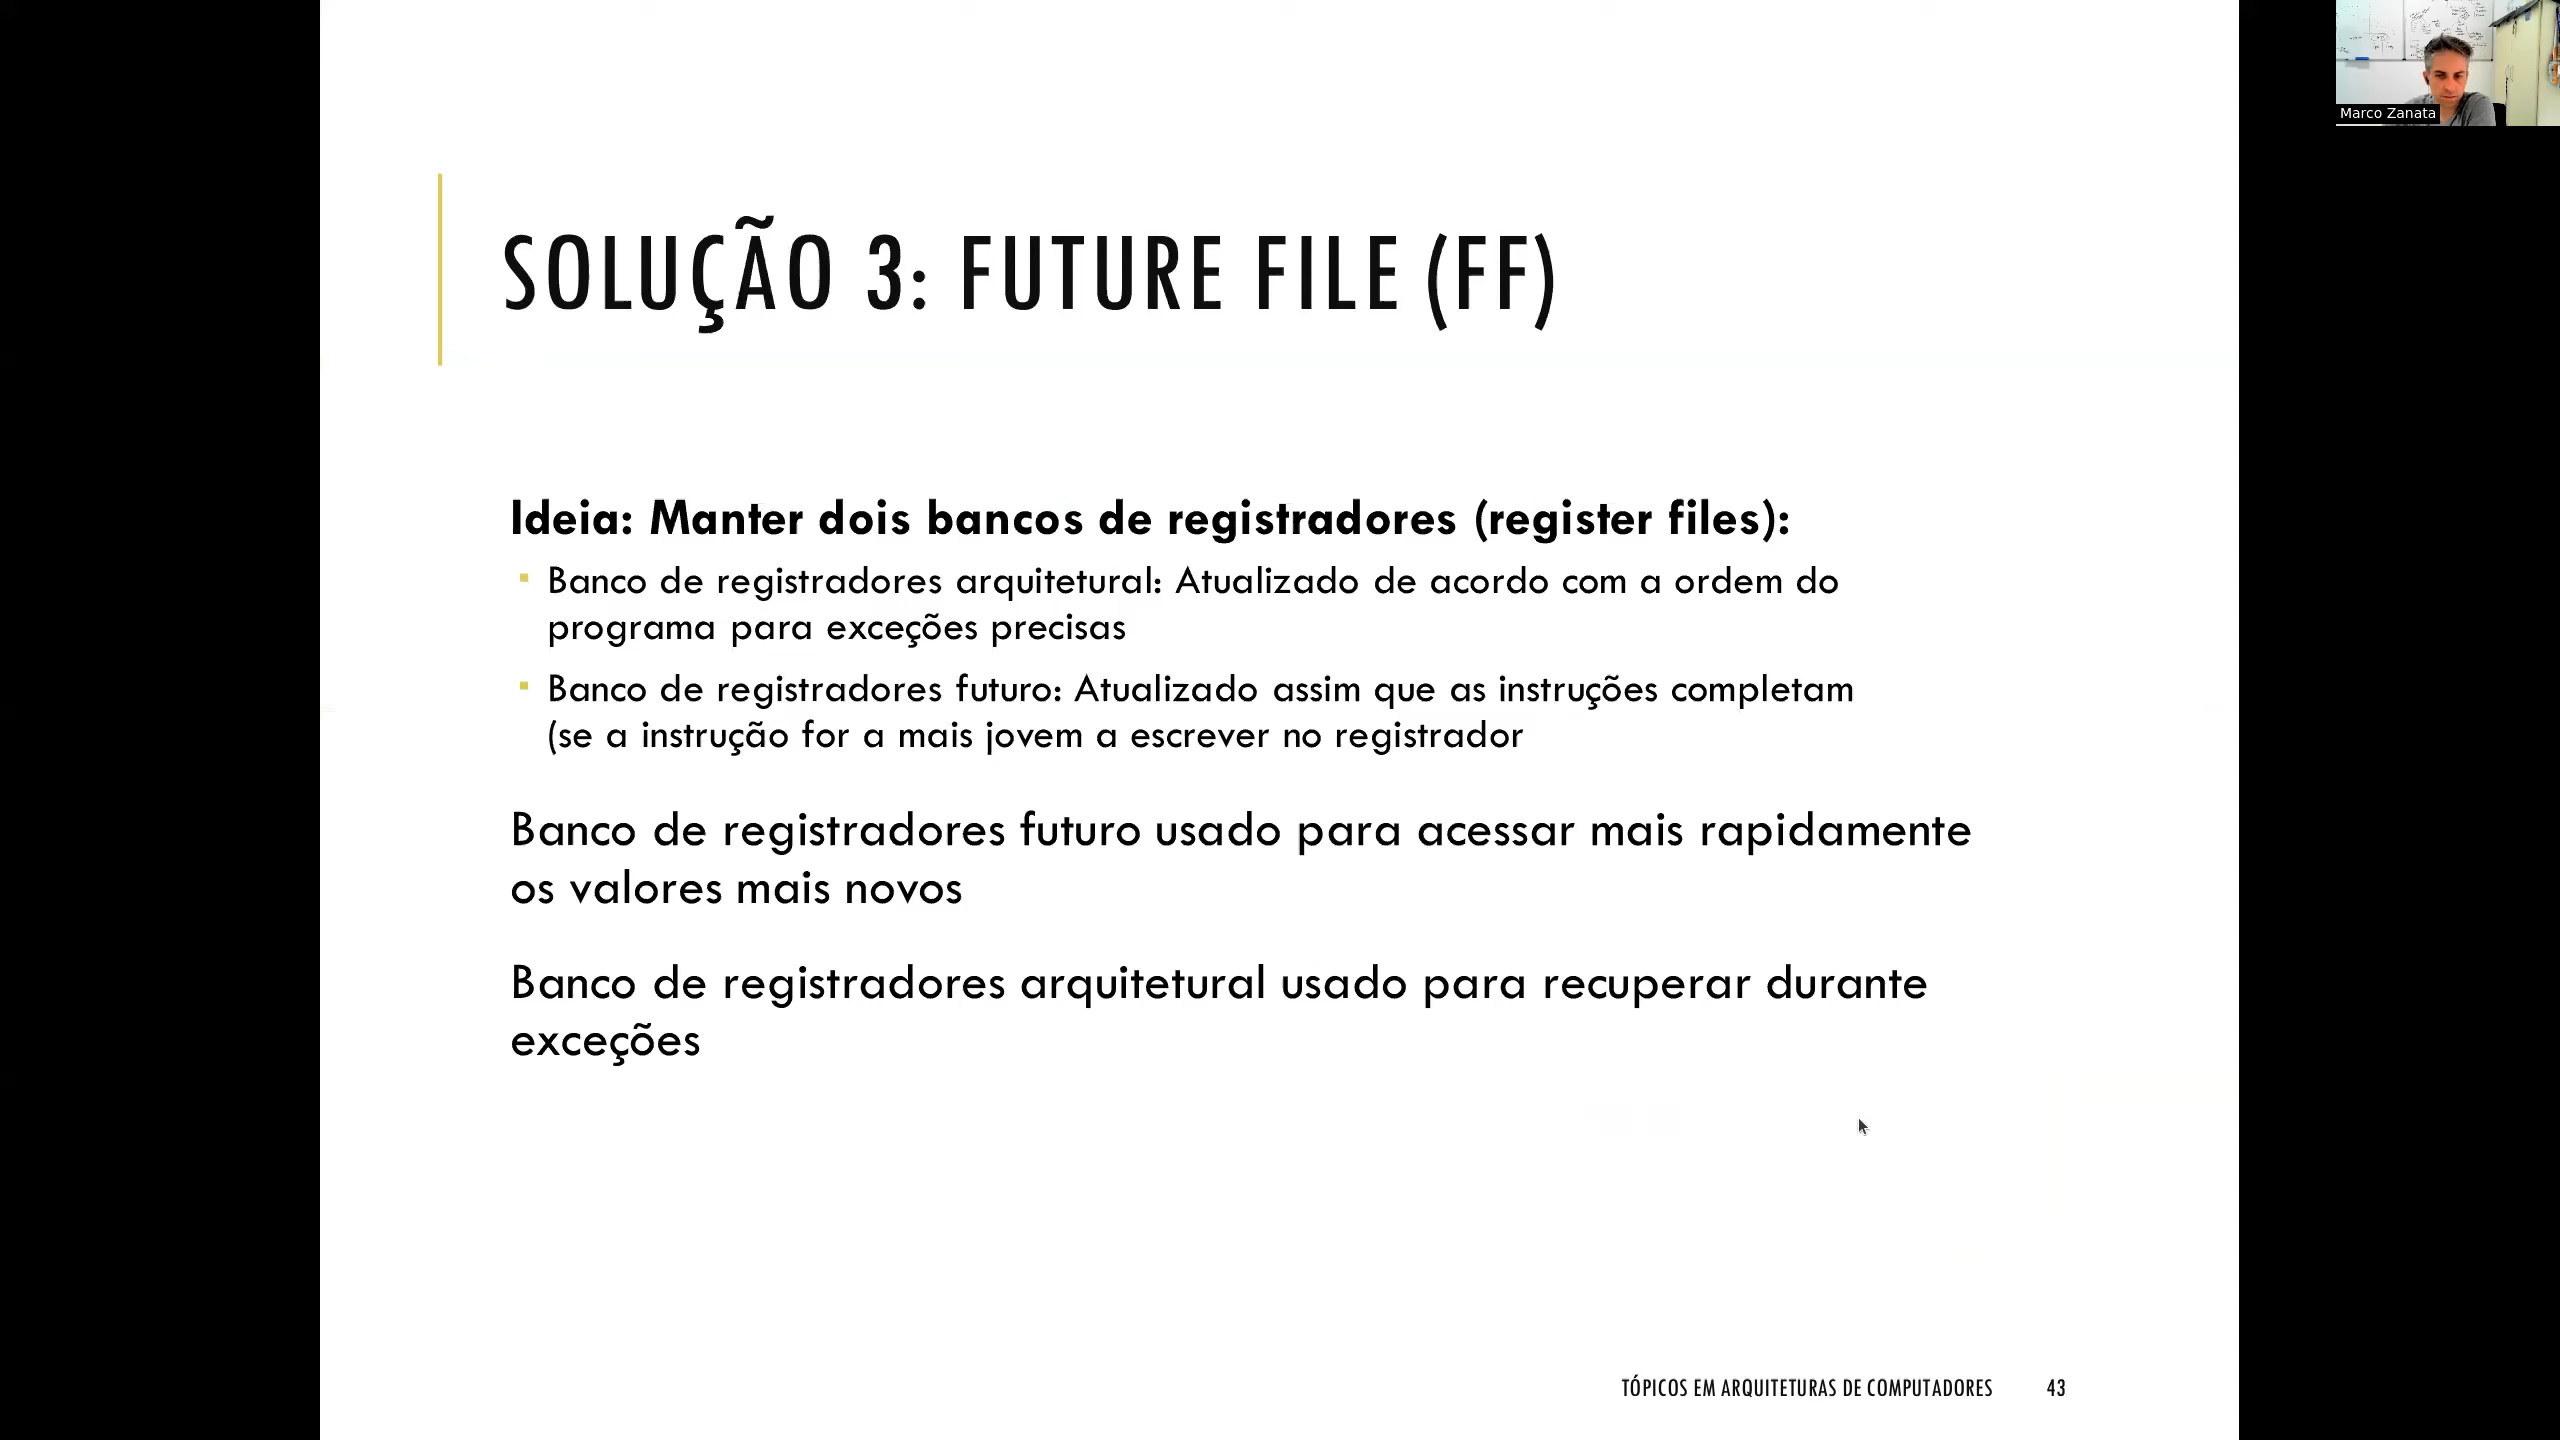 Marco Zanata
SOLUÇÃO 3: FUTURE FILE (FF)
Ideia: Manter dois bancos de registradores (register files):
Banco de registradores arquitetural: Atualizado de acordo com a ordem do
programa para exceções precisas
Banco de registradores futuro: Atualizado assim que as instruções completam
(se a instrução for a mais jovem a escrever no registrador
Banco de registradores futuro usado para acessar mais rapidamente
os valores mais novos
Banco de registradores arquitetural usado para recuperar durante
exceções
TÓPICOS EM ARQUITETURAS DE COMPUTADORES 43